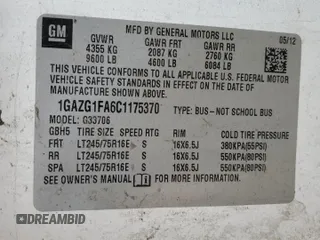 GM
MFD BY GENERAL MOTORS LLC
05/12
GVWR GAWR FRT GAWR RR
4355 KG 2087 KG 2760 KG
9600 LB 4600 LB 6084 LB
THIS VEHICLE CONFORMS TO ALL APPLICABLE U.S. FEDERAL MOTOR
VEHICLE SAFETY STANDARDS IN EFFECT ON THE DATE OF
MANUFACTURE SHOWN ABOVE.
1GAZG1FA6C1175370 TYPE: BUS-NOT SCHOOL BUS
MODEL: G33706
GBH5 TIRE SIZE SPEED RTG RIM COLD TIRE PRESSURE
FRT LT245/75R16E S 16X6.5J 380KPA(55PSI)
RR LT245/75R16E S 16X6.5J 550KPA(80PSI)
SPA LT245/75R16E S 16X6.5J 550KPA(80PSI)
SEE OWNER'S MANUAL
FOR MORE INFORMATION.
DREAMBID